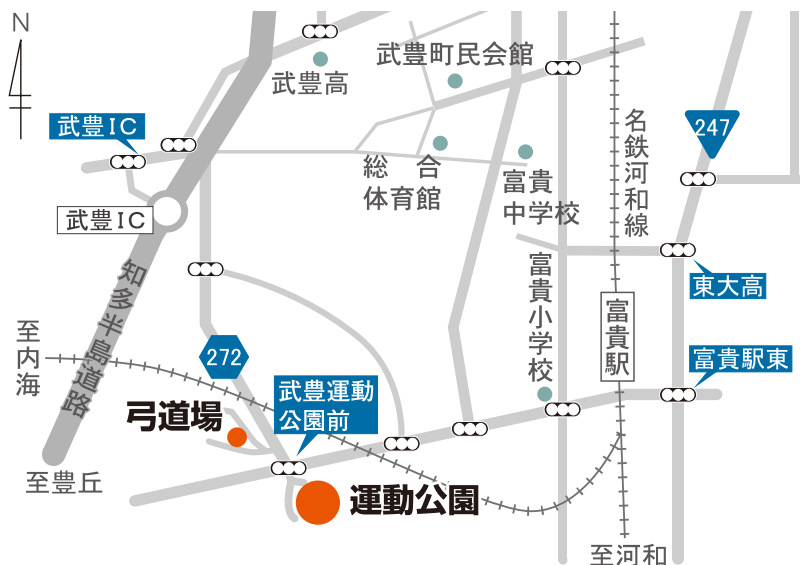 N
武豊高
武豊町民会館
武豊IC
総　合
体育館
富貴
中学校
名鉄河和線
247
武豊IC
知多半島道路
至内海
272
富貴小学校
富貴駅
東大高
富貴駅東
武豊運動
公園前
弓道場
至豊丘
運動公園
至河和